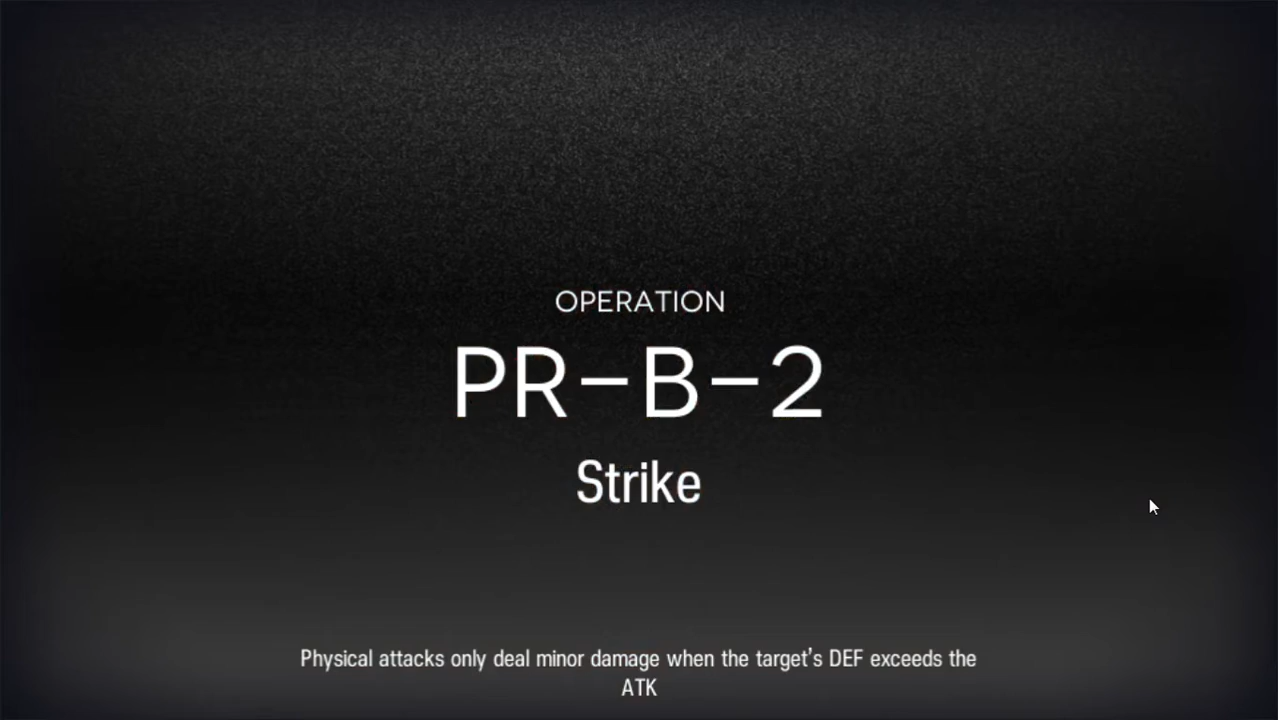 OPERATION
PR-B-2
Strike
Physical attacks only deal minor damage when the target's DEF exceeds the
ATK